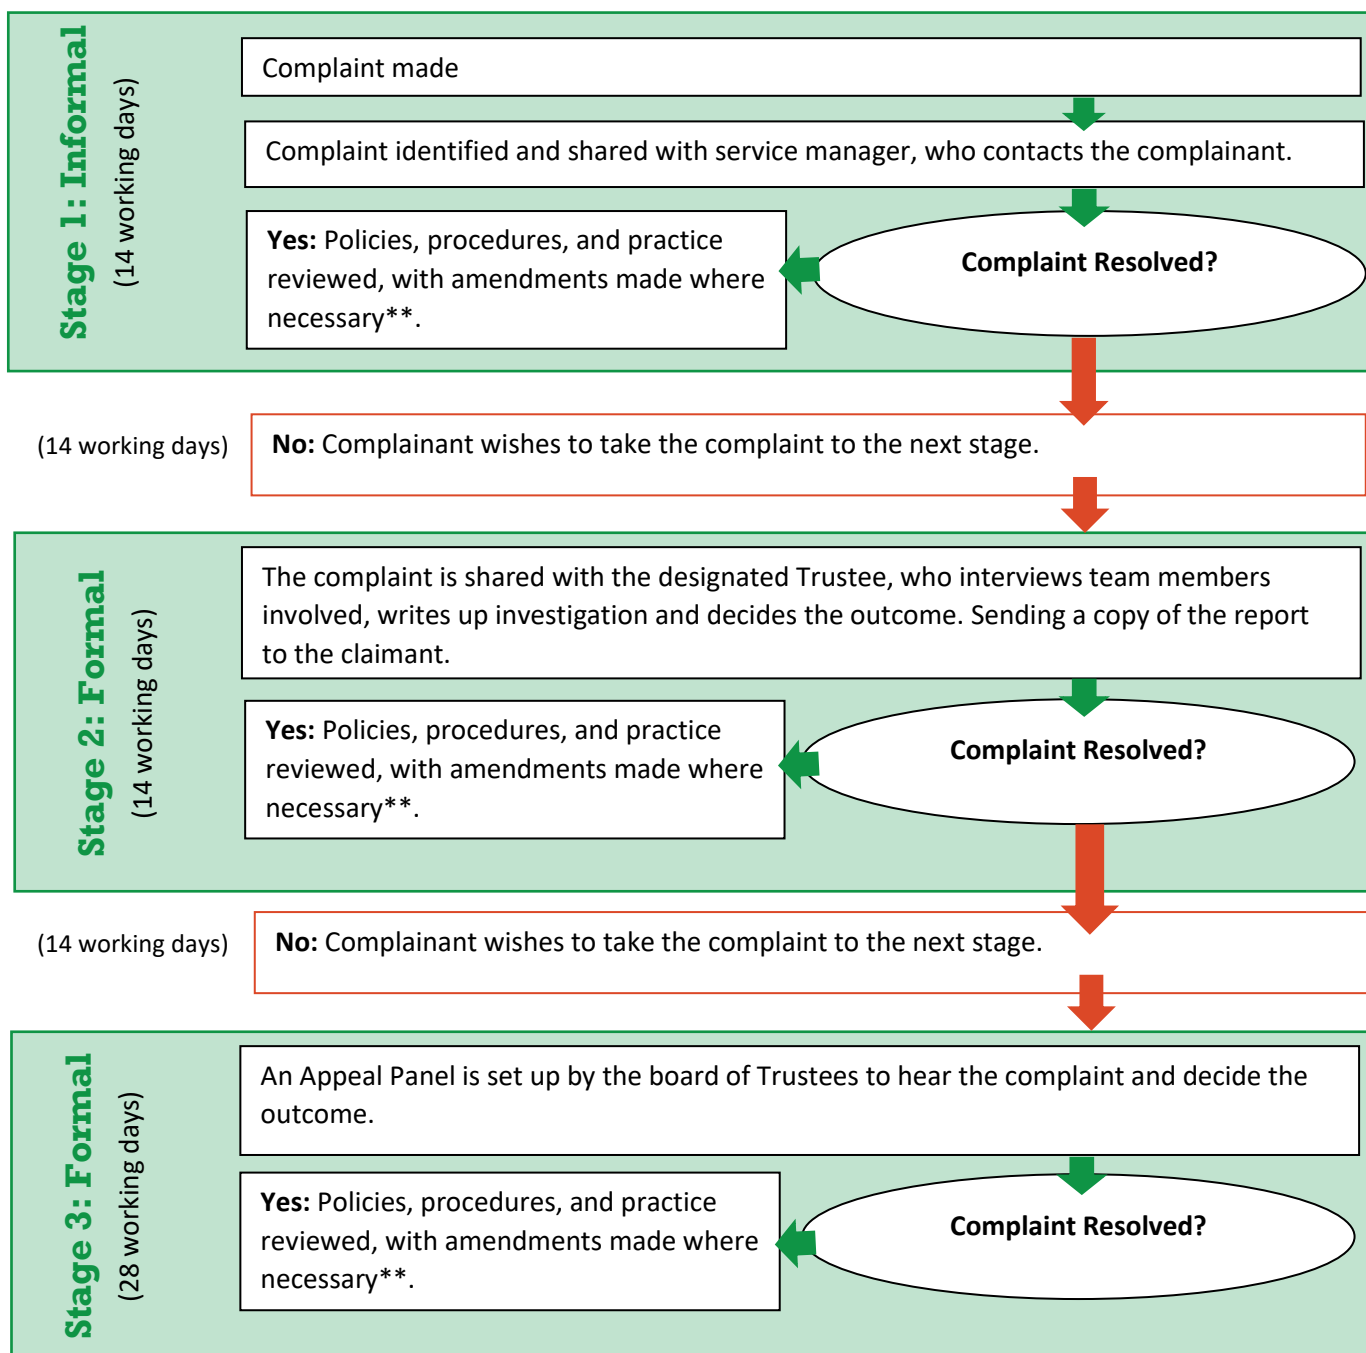 Stage 1: Informal
(14 working days)
Complaint made
Complaint identified and shared with service manager, who contacts the complainant.
Yes: Policies, procedures, and practice
reviewed, with amendments made where
necessary**.
Complaint Resolved?
(14 working days)
No: Complainant wishes to take the complaint to the next stage.
Stage 2: Formal
(14 working days)
The complaint is shared with the designated Trustee, who interviews team members
involved, writes up investigation and decides the outcome. Sending a copy of the report
to the claimant.
Yes: Policies, procedures, and practice
reviewed, with amendments made where
necessary**.
Complaint Resolved?
(14 working days)
No: Complainant wishes to take the complaint to the next stage.
Stage 3: Formal
(28 working days)
An Appeal Panel is set up by the board of Trustees to hear the complaint and decide the
outcome.
Yes: Policies, procedures, and practice
reviewed, with amendments made where
necessary**.
Complaint Resolved?